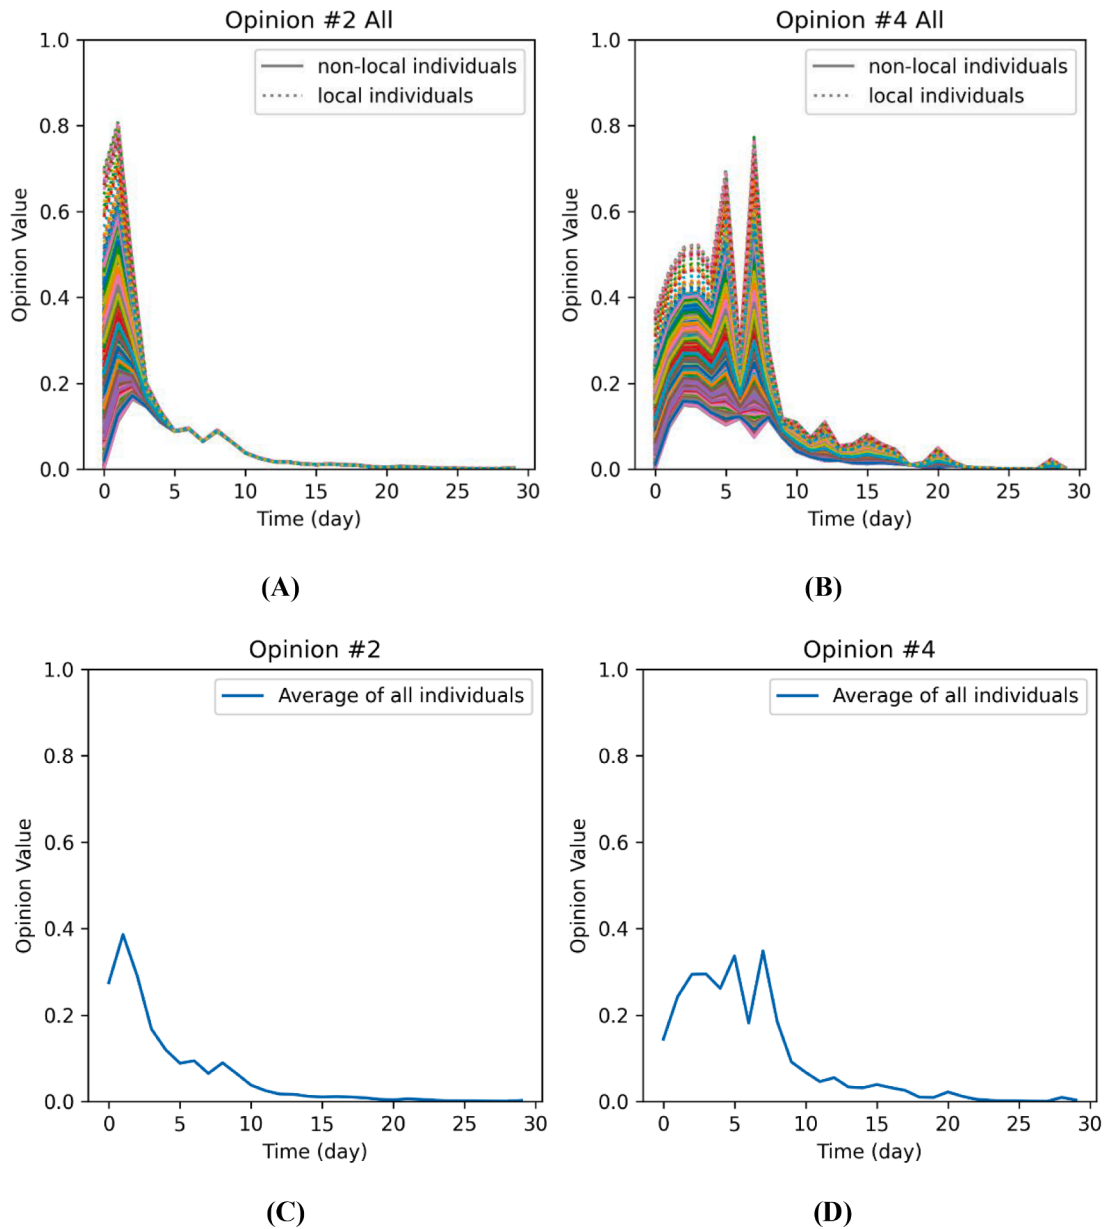 Opinion #2 All
1.0
0.8
0.6
0.4
0.2
0.0
Opinion Value
non-local individuals
local individuals
0 5 10 15 20 25 30
Time (day)
(A)
Opinion #4 All
1.0
0.8
0.6
0.4
0.2
0.0
Opinion Value
non-local individuals
local individuals
0 5 10 15 20 25 30
Time (day)
(B)
Opinion #2
1.0
0.8
0.6
0.4
0.2
0.0
Opinion Value
Average of all individuals
0 5 10 15 20 25 30
Time (day)
(C)
Opinion #4
1.0
0.8
0.6
0.4
0.2
0.0
Opinion Value
Average of all individuals
0 5 10 15 20 25 30
Time (day)
(D)